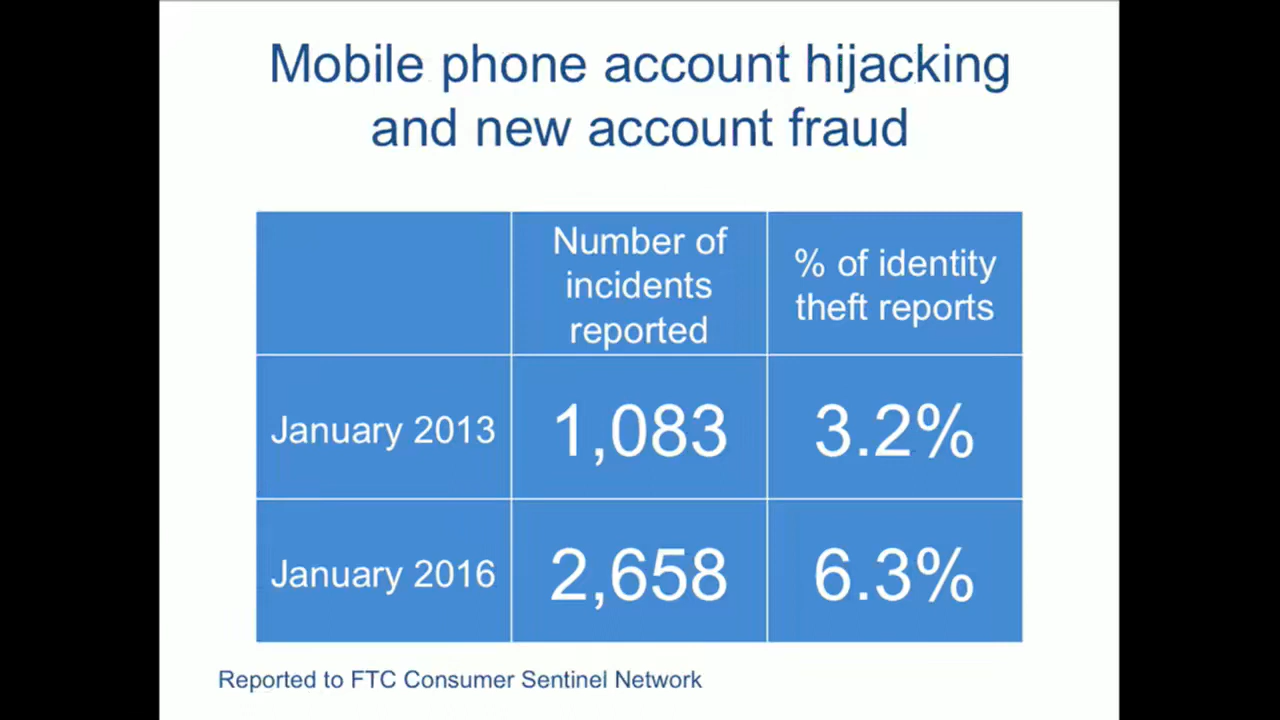 Mobile phone account hijacking
and new account fraud
Number of
incidents
reported
% of identity
theft reports
January 2013
1,083
3.2%
January 2016
2,658
6.3%
Reported to FTC Consumer Sentinel Network